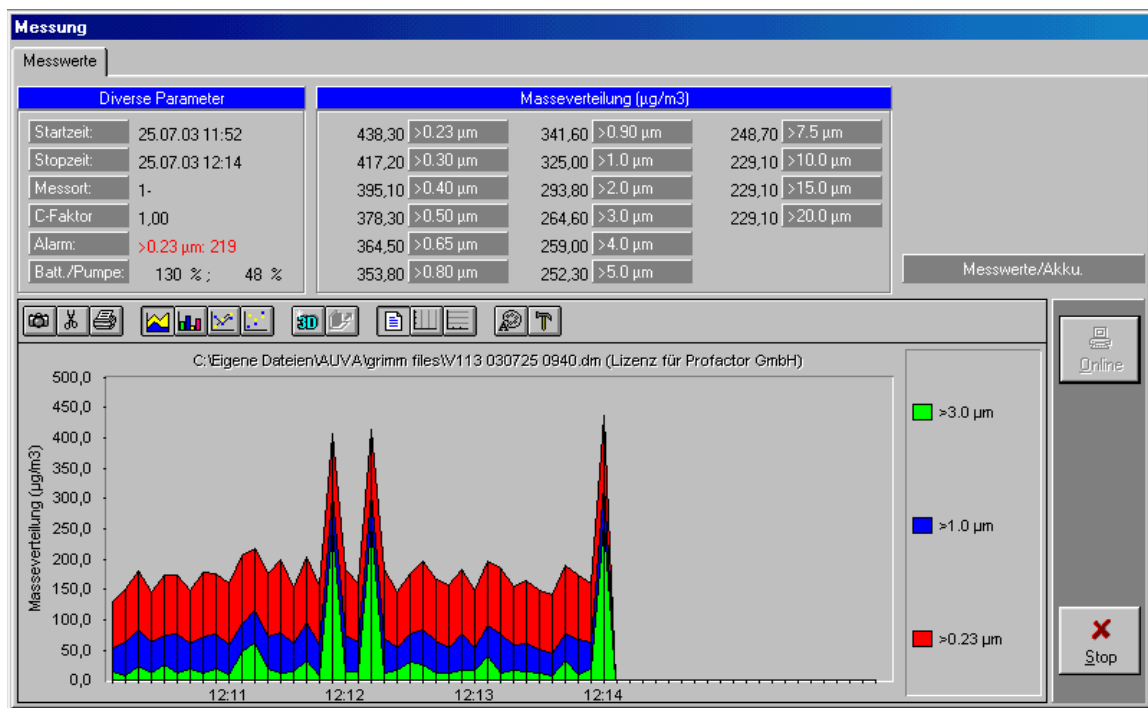 Messung
Messwerte
Diverse Parameter
Startzeit: 25.07.03 11:52
Stopzeit: 25.07.03 12:14
Messort: 1-
C-Faktor 1,00
Alarm: >0.23 µm: 219
Batt./Pumpe: 130 % ; 48 %
Masseverteilung (µg/m3)
438,30 >0.23 µm 341,60 >0.90 µm 248,70 >7.5 µm
417,20 >0.30 µm 325,00 >1.0 µm 229,10 >10.0 µm
395,10 >0.40 µm 293,80 >2.0 µm 229,10 >15.0 µm
378,30 >0.50 µm 264,60 >3.0 µm 229,10 >20.0 µm
364,50 >0.65 µm 259,00 >4.0 µm
353,80 >0.80 µm 252,30 >5.0 µm
Messwerte/Akku.
3D
C:\Eigene Dateien\AUVA\grimm files\V113 030725 0940.dm (Lizenz für Profactor GmbH)
Masseverteilung (µg/m3)
500,0
450,0
400,0
350,0
300,0
250,0
200,0
150,0
100,0
50,0
0,0
12:11 12:12 12:13 12:14
>3.0 µm
>1.0 µm
>0.23 µm
Online
Stop